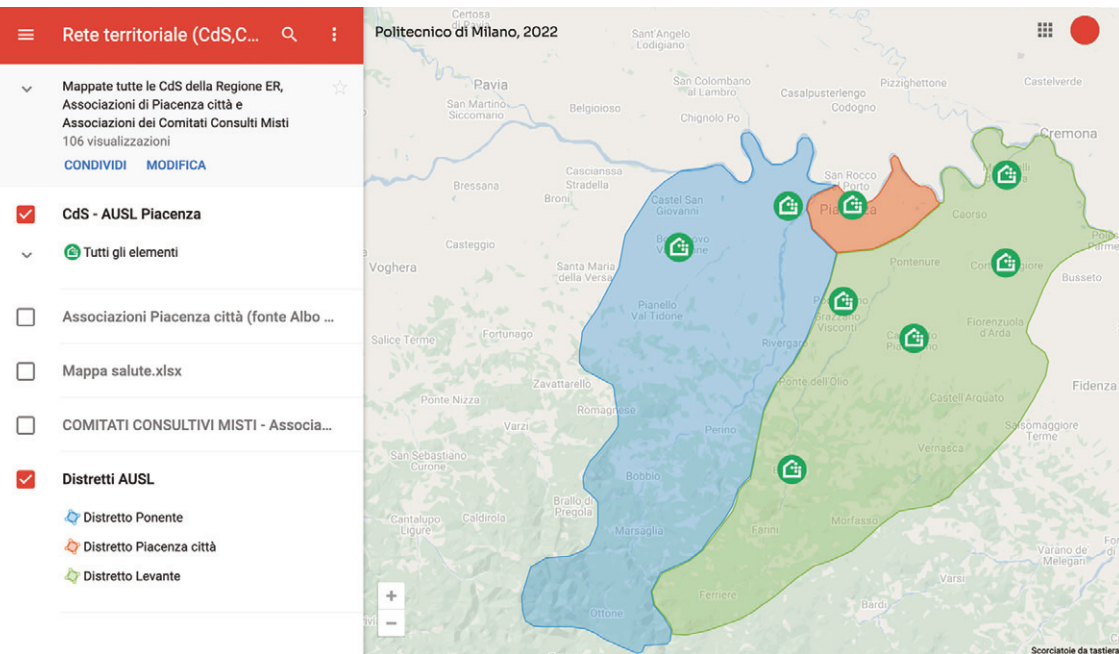 Rete territoriale (CdS,C...
Mappate tutte le CdS della Regione ER,
Associazioni di Piacenza città e
Associazioni dei Comitati Consulti Misti
106 visualizzazioni
CONDIVIDI MODIFICA
CdS - AUSL Piacenza
Tutti gli elementi
Associazioni Piacenza città (fonte Albo ...
Mappa salute.xlsx
COMITATI CONSULTIVI MISTI - Associa...
Distretti AUSL
Distretto Ponente
Distretto Piacenza città
Distretto Levante
Politecnico di Milano, 2022
Certosa
di Pavia
Sant'Angelo
Lodigiano
Pavia
San Colombano
al Lambro
Casalpusterlengo
Pizzighettone
Castelverde
San Martino
Siccomario
Belgioioso
Codogno
Chignolo Po
Cremona
Cascianssa
Stradella
San Rocco
al Porto
Bressana
Broni
Castel San
Giovanni
Caorso
Casteggio
Voghera
Santa Maria
della Versa
Pontenure
Busseto
Pianello
Val Tidone
Grazzano
Visconti
Fiorenzuola
d'Arda
Salice Terme
Fortunago
Rivergaro
Zavattarello
Ponte dell'Olio
Fidenza
Ponte Nizza
Romagnese
Castell'Arquato
Varzi
Perino
Salsomaggiore
Terme
San Sebastiano
Curone
Vernasca
Bobbio
Brallo di
Pregola
Cantalupo
Ligure
Caldirola
Marsaglia
Farini
Morfasso
Varano de'
Melegari
Varsi
Ferriere
Bardi
Ottone
+
−
Scorciatoie da tastiera